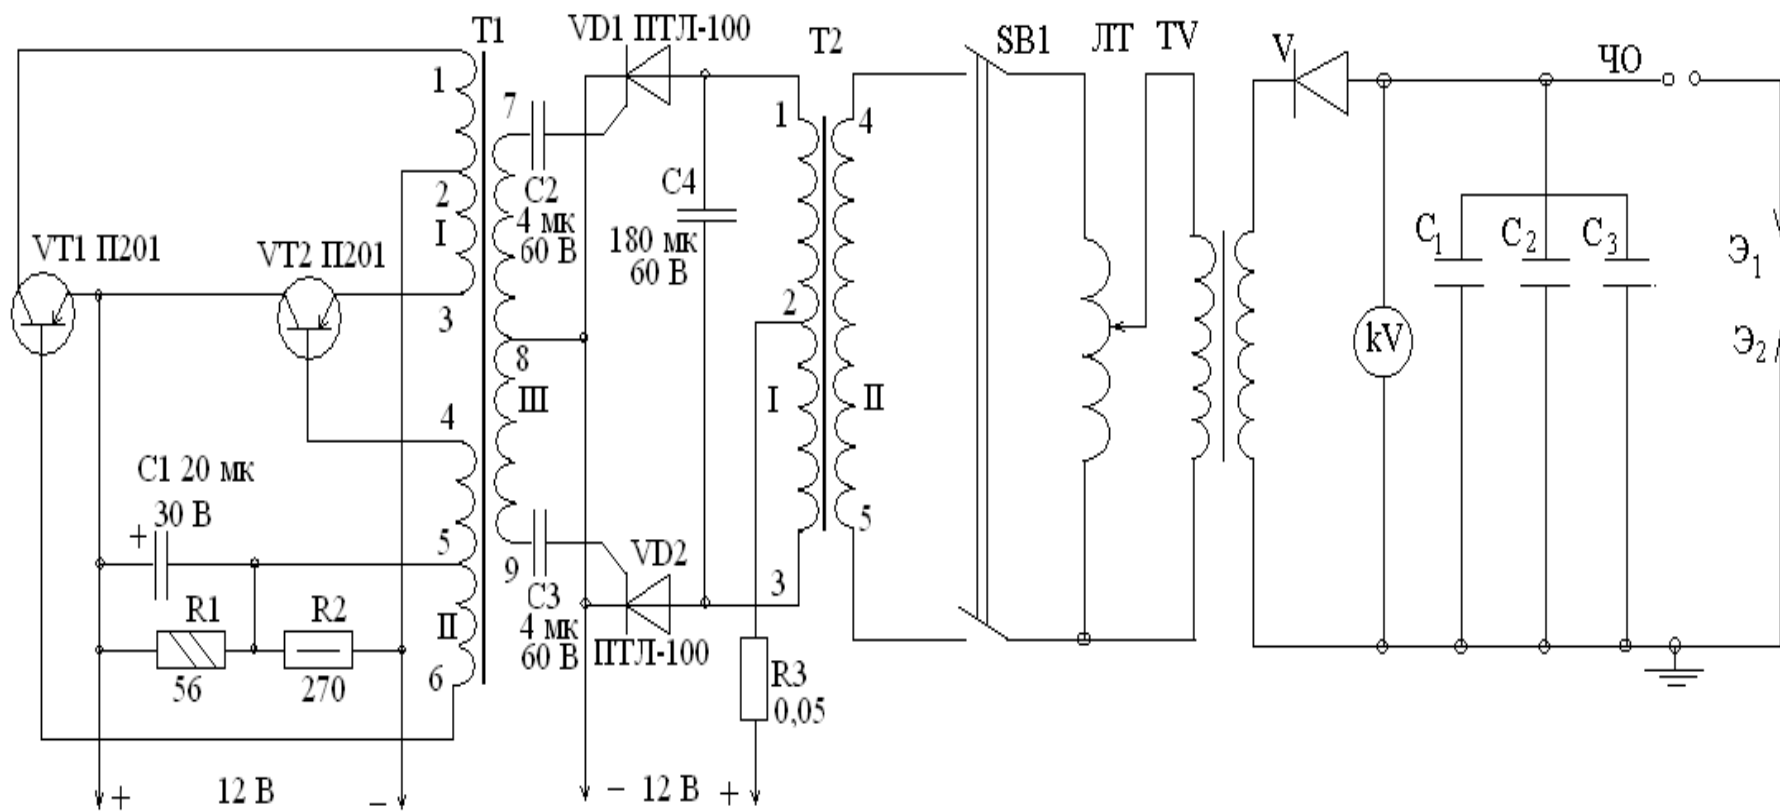 T1
VD1 ПТЛ-100
T2
SB1
ЛТ
TV
V
ЧО
1
2
I
3
VT1 П201
VT2 П201
7
C2
4 мк
60 В
8
III
C4
180 мк
60 В
1
2
I
3
4
II
5
kV
C1
C2
C3
Э1
Э2
4
C1 20 мк
30 В
+
5
R1
56
R2
270
II
6
9
C3
4 мк
60 В
VD2
ПТЛ-100
R3
0,05
+ 12 В -
- 12 В +